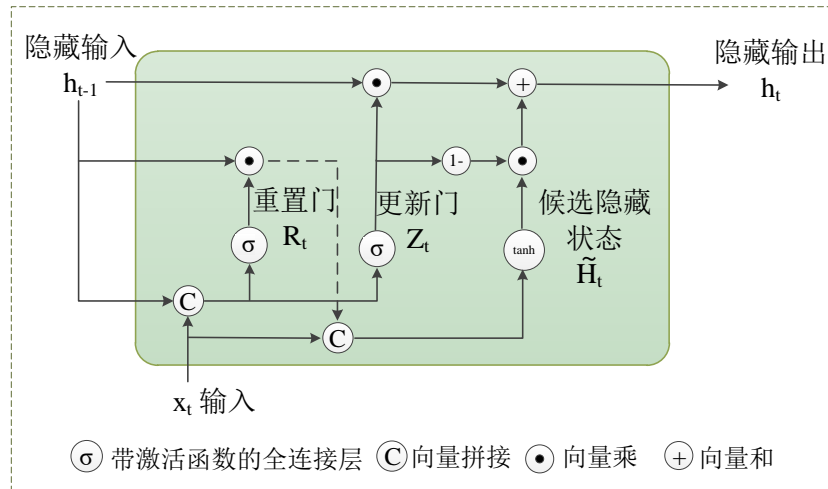 隐藏输入
h_{t-1}
隐藏输出
h_t
+
1-
重置门
R_t
更新门
Z_t
候选隐藏
状态
H̃_t
σ
σ
tanh
C
C
x_t 输入
σ 带激活函数的全连接层 C 向量拼接 向量乘 + 向量和